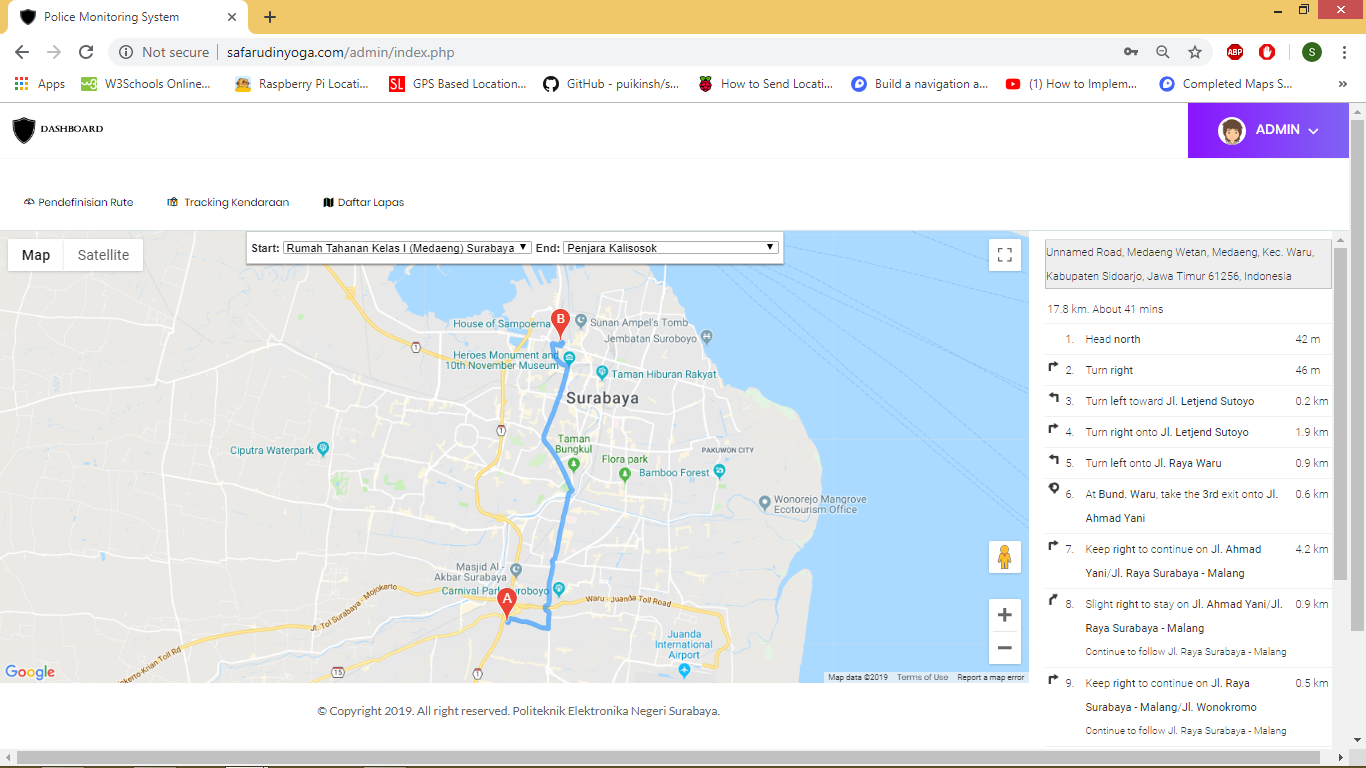 Police Monitoring System
Not secure
safarudinyoga.com/admin/index.php
ABP
S
Apps
W3Schools Online...
Raspberry Pi Locati...
SL
GPS Based Location...
GitHub - puikinsh/s...
How to Send Locati...
Build a navigation a...
(1) How to Implem...
Completed Maps S...
»
DASHBOARD
ADMIN
Pendefinisian Rute
Tracking Kendaraan
Daftar Lapas
Map
Satellite
Start: Rumah Tahanan Kelas I (Medaeng) Surabaya
End: Penjara Kalisosok
House of Sampoerna
B
Sunan Ampel's Tomb
Jembatan Suroboyo
1
Heroes Monument and
10th November Museum
Taman Hiburan Rakyat
Surabaya
1
Taman
Bungkul
PAKUWON CITY
Ciputra Waterpark
Flora park
Bamboo Forest
Wonorejo Mangrove
Ecotourism Office
Masjid Al -
Akbar Surabaya
Carnival Park
oboyo
A
Waru - Juanda Toll Road
Jl. Tol Surabaya - Mojokerto
Juanda
International
Airport
Mojokerto-Krian Toll Rd
15
1
Google
Map data ©2019
Terms of Use
Report a map error
© Copyright 2019. All right reserved. Politeknik Elektronika Negeri Surabaya.
Unnamed Road, Medaeng Wetan, Medaeng, Kec. Waru,
Kabupaten Sidoarjo, Jawa Timur 61256, Indonesia
17.8 km. About 41 mins
1. Head north 42 m
2. Turn right 46 m
3. Turn left toward Jl. Letjend Sutoyo 0.2 km
4. Turn right onto Jl. Letjend Sutoyo 1.9 km
5. Turn left onto Jl. Raya Waru 0.9 km
6. At Bund. Waru, take the 3rd exit onto Jl. 0.6 km
Ahmad Yani
7. Keep right to continue on Jl. Ahmad 4.2 km
Yani/Jl. Raya Surabaya - Malang
8. Slight right to stay on Jl. Ahmad Yani/Jl. 0.9 km
Raya Surabaya - Malang
Continue to follow Jl. Raya Surabaya - Malang
9. Keep right to continue on Jl. Raya 0.5 km
Surabaya - Malang/Jl. Wonokromo
Continue to follow Jl. Raya Surabaya - Malang